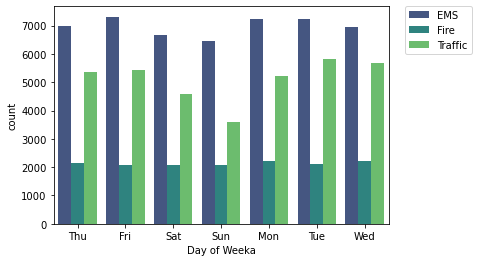 EMS
Fire
Traffic
7000
6000
5000
4000
3000
2000
1000
0
count
Thu Fri Sat Sun Mon Tue Wed
Day of Weeka